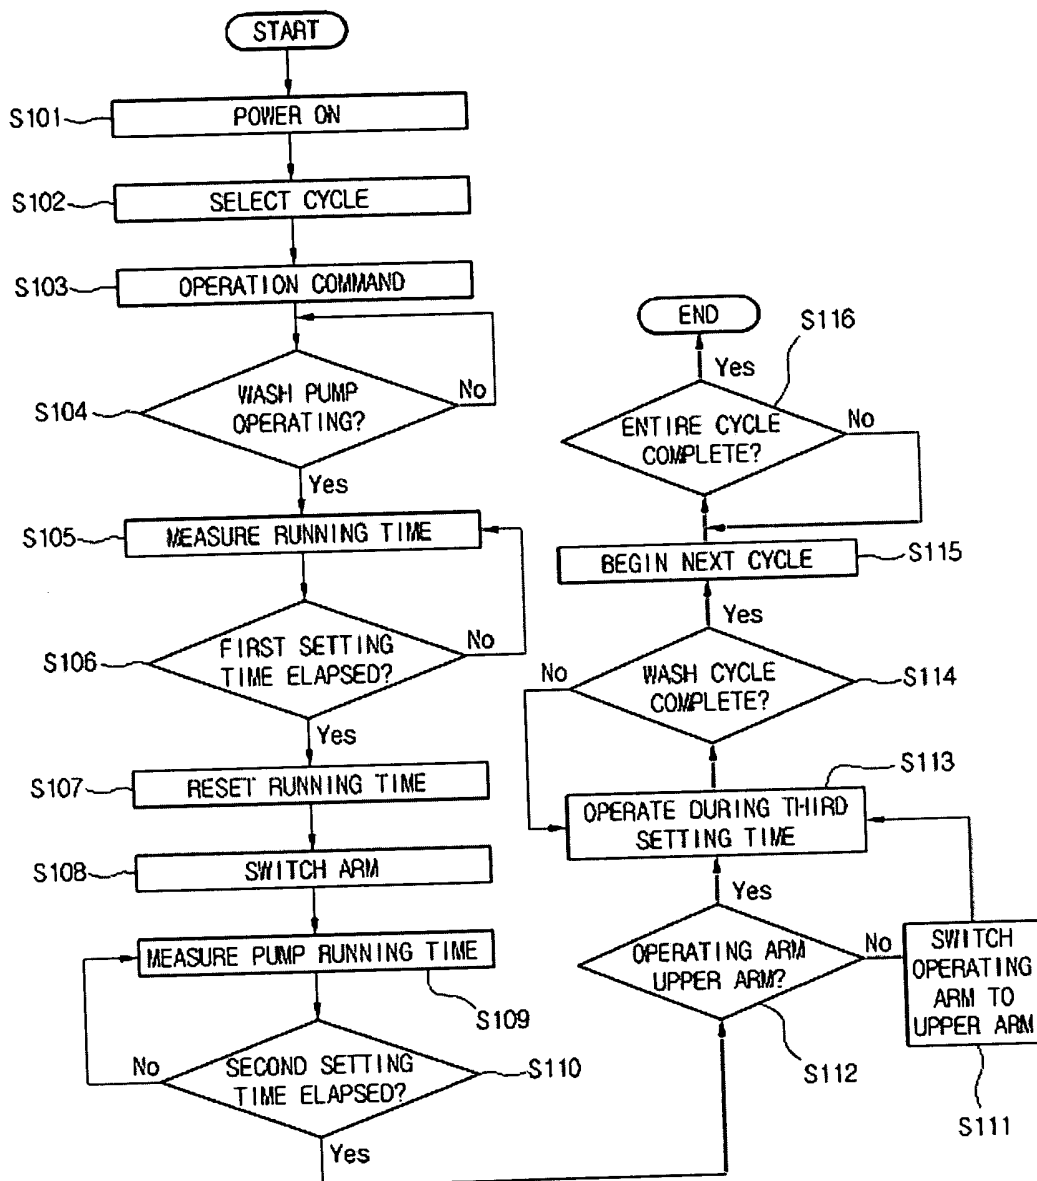 START
S101
POWER ON
S102
SELECT CYCLE
S103
OPERATION COMMAND
S104
WASH PUMP
OPERATING?
No
Yes
S105
MEASURE RUNNING TIME
S106
FIRST SETTING
TIME ELAPSED?
No
Yes
S107
RESET RUNNING TIME
S108
SWITCH ARM
MEASURE PUMP RUNNING TIME
S109
No
SECOND SETTING
TIME ELAPSED?
S110
Yes
END
S116
Yes
ENTIRE CYCLE
COMPLETE?
No
BEGIN NEXT CYCLE
S115
Yes
No
WASH CYCLE
COMPLETE?
S114
S113
OPERATE DURING THIRD
SETTING TIME
Yes
OPERATING ARM
UPPER ARM?
No
S112
SWITCH
OPERATING
ARM TO
UPPER ARM
S111